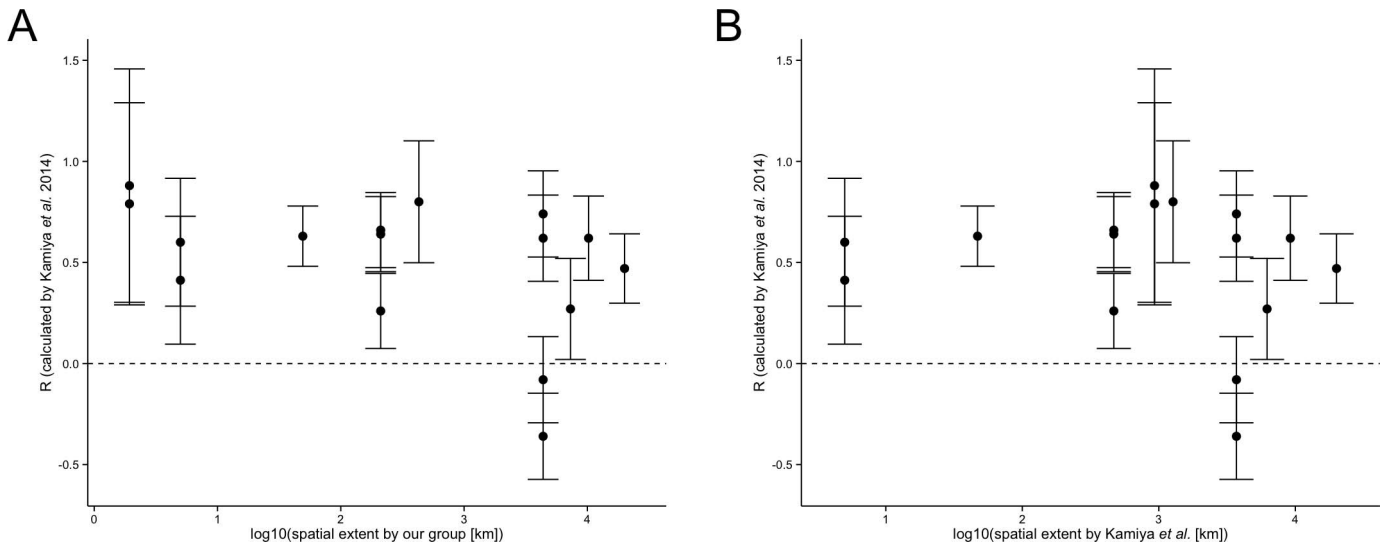 A
1.5
1.0
0.5
0.0
-0.5
R (calculated by Kamiya et al. 2014)
0 1 2 3 4
log10(spatial extent by our group [km])
B
1.5
1.0
0.5
0.0
-0.5
R (calculated by Kamiya et al. 2014)
1 2 3 4
log10(spatial extent by Kamiya et al. [km])